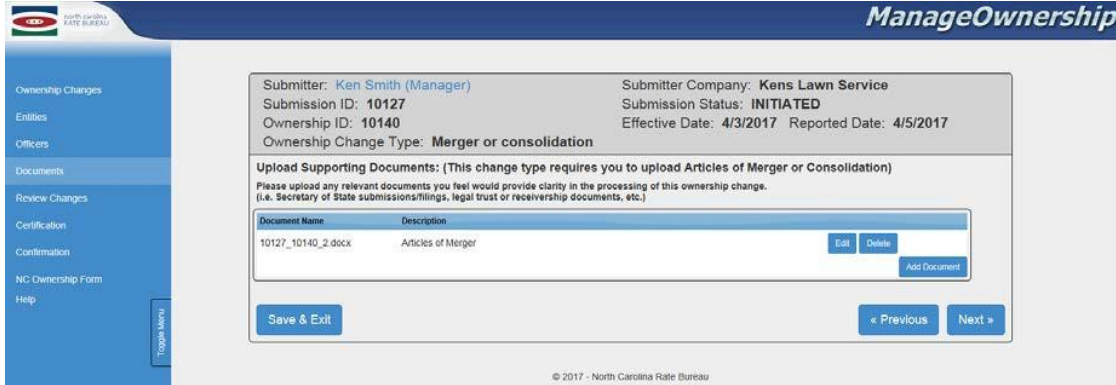 north carolina
RATE BUREAU
ManageOwnership
Ownership Changes
Entities
Officers
Documents
Review Changes
Certification
Confirmation
NC Ownership Form
Help
Toggle Menu
Submitter: Ken Smith (Manager) Submitter Company: Kens Lawn Service
Submission ID: 10127 Submission Status: INITIATED
Ownership ID: 10140 Effective Date: 4/3/2017 Reported Date: 4/5/2017
Ownership Change Type: Merger or consolidation
Upload Supporting Documents: (This change type requires you to upload Articles of Merger or Consolidation)
Please upload any relevant documents you feel would provide clarity in the processing of this ownership change.
(i.e. Secretary of State submissions/filings, legal trust or receivership documents, etc.)
Document Name Description
10127_10140_2.docx Articles of Merger Edit Delete
Add Document
Save & Exit « Previous Next »
© 2017 - North Carolina Rate Bureau